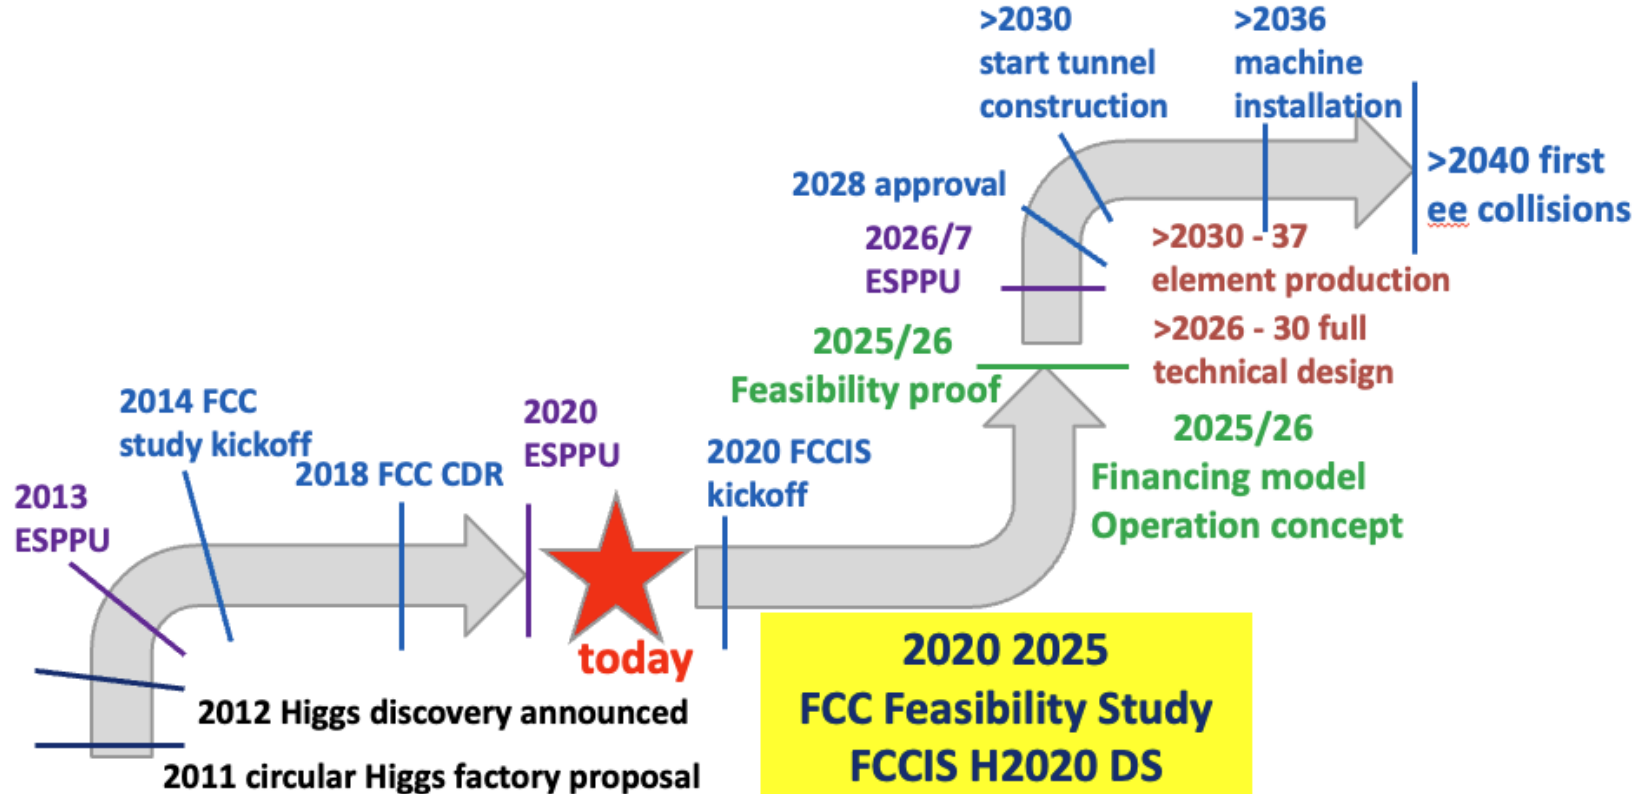 >2030
start tunnel
construction
>2036
machine
installation
>2040 first
ee collisions
2028 approval
2026/7
ESPPU
>2030 - 37
element production
>2026 - 30 full
technical design
2025/26
Feasibility proof
2025/26
Financing model
Operation concept
2014 FCC
study kickoff
2018 FCC CDR
2020
ESPPU
2020 FCCIS
kickoff
2013
ESPPU
today
2012 Higgs discovery announced
2011 circular Higgs factory proposal
2020 2025
FCC Feasibility Study
FCCIS H2020 DS